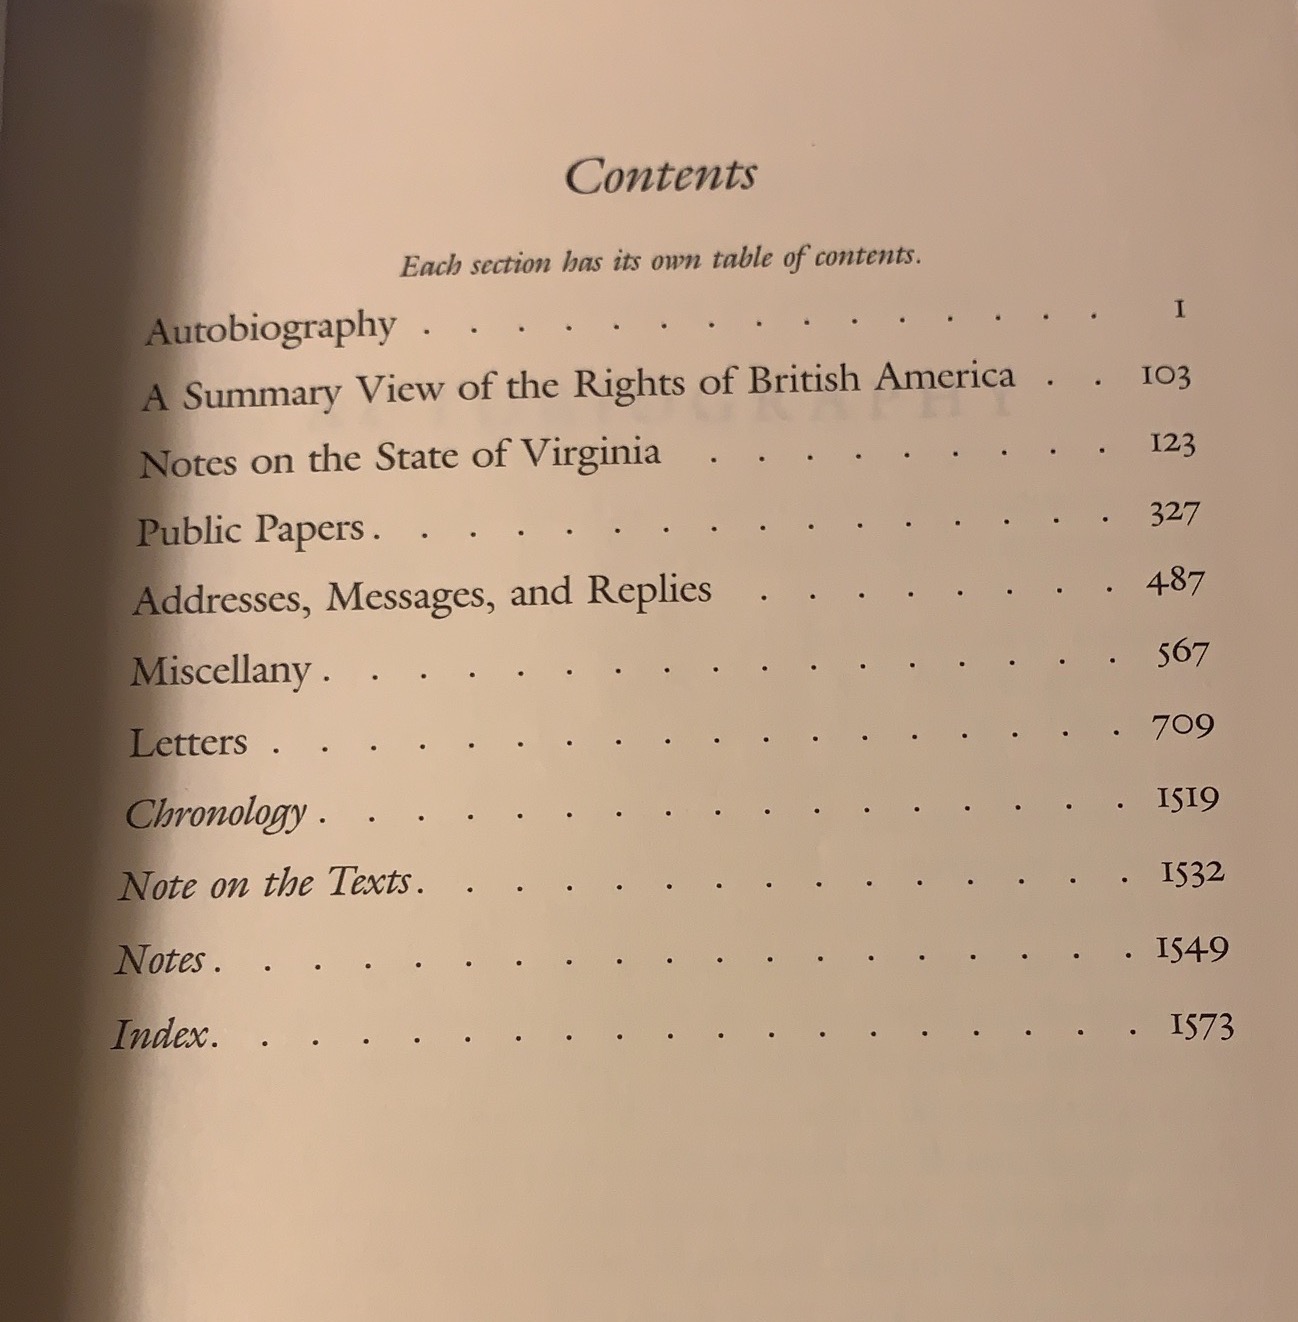 Contents
Each section has its own table of contents.
Autobiography . . . . . . . . . . . . . . . 1
A Summary View of the Rights of British America . . 103
Notes on the State of Virginia . . . . . . . . . 123
Public Papers . . . . . . . . . . . . . . . . 327
Addresses, Messages, and Replies . . . . . . . . 487
Miscellany . . . . . . . . . . . . . . . . . 567
Letters . . . . . . . . . . . . . . . . . . 709
Chronology . . . . . . . . . . . . . . . . . 1519
Note on the Texts . . . . . . . . . . . . . . . 1532
Notes . . . . . . . . . . . . . . . . . . . 1549
Index . . . . . . . . . . . . . . . . . . . 1573